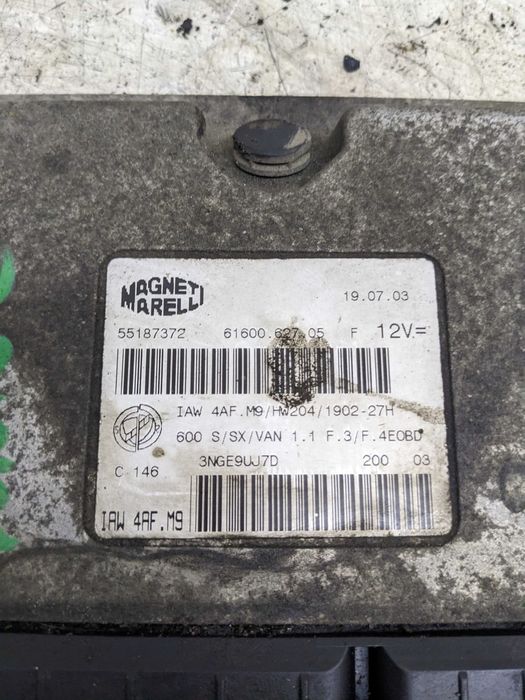 MAGNETI
MARELLI
19.07.03
55187372 61600.627.05 F 12V=
IAW 4AF.M9/HW204/1902-27H
600 S/SX/VAN 1.1 F.3/F.4EOBD
C 146 3NGE9UJ7D 200 03
IAW 4AF.M9